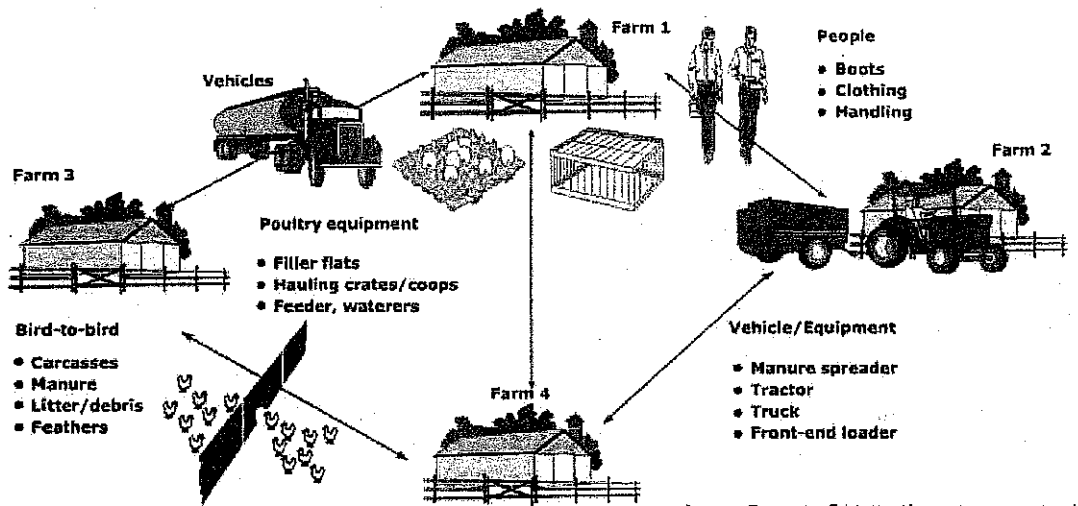 Farm 1
People
• Boots
• Clothing
• Handling
Vehicles
Farm 2
Farm 3
Poultry equipment
• Filler flats
• Hauling crates/coops
• Feeder, waterers
Bird-to-bird
• Carcasses
• Manure
• Litter/debris
• Feathers
Vehicle/Equipment
• Manure spreader
• Tractor
• Truck
• Front-end loader
Farm 4